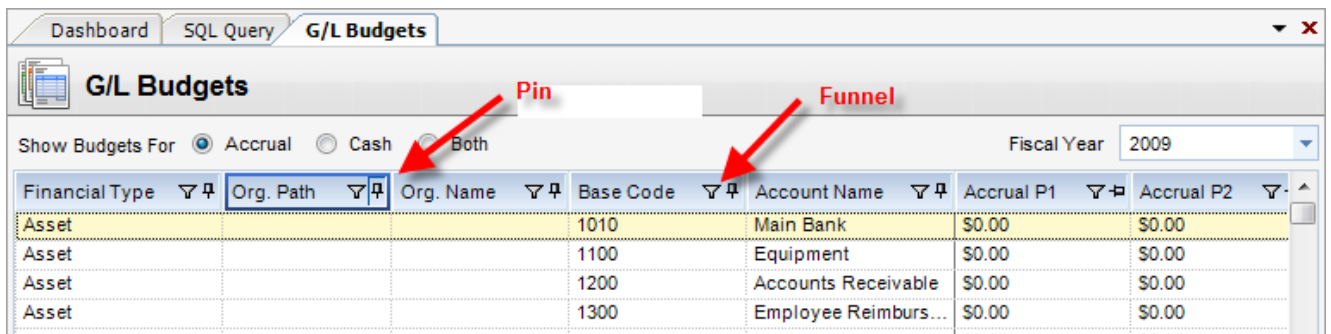 Dashboard SQL Query G/L Budgets
G/L Budgets
Pin
Funnel
Show Budgets For Accrual Cash Both Fiscal Year 2009
Financial Type Org. Path Org. Name Base Code Account Name Accrual P1 Accrual P2
Asset 1010 Main Bank $0.00 $0.00
Asset 1100 Equipment $0.00 $0.00
Asset 1200 Accounts Receivable $0.00 $0.00
Asset 1300 Employee Reimburs... $0.00 $0.00